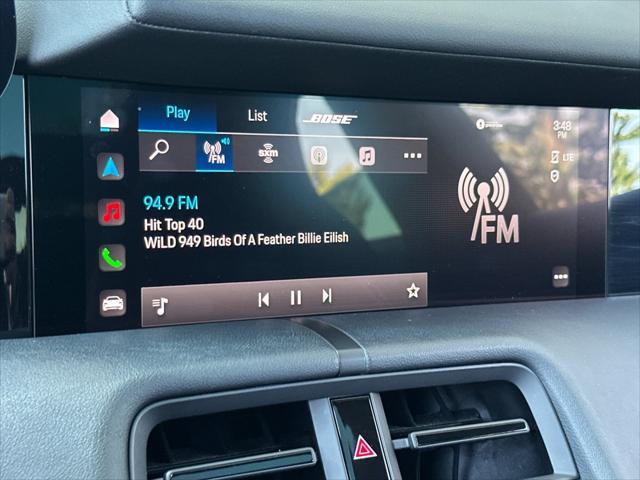 Play List BOSE
3:48 PM
FM sxm
LTE
94.9 FM
Hit Top 40
WiLD 949 Birds Of A Feather Billie Eilish
FM